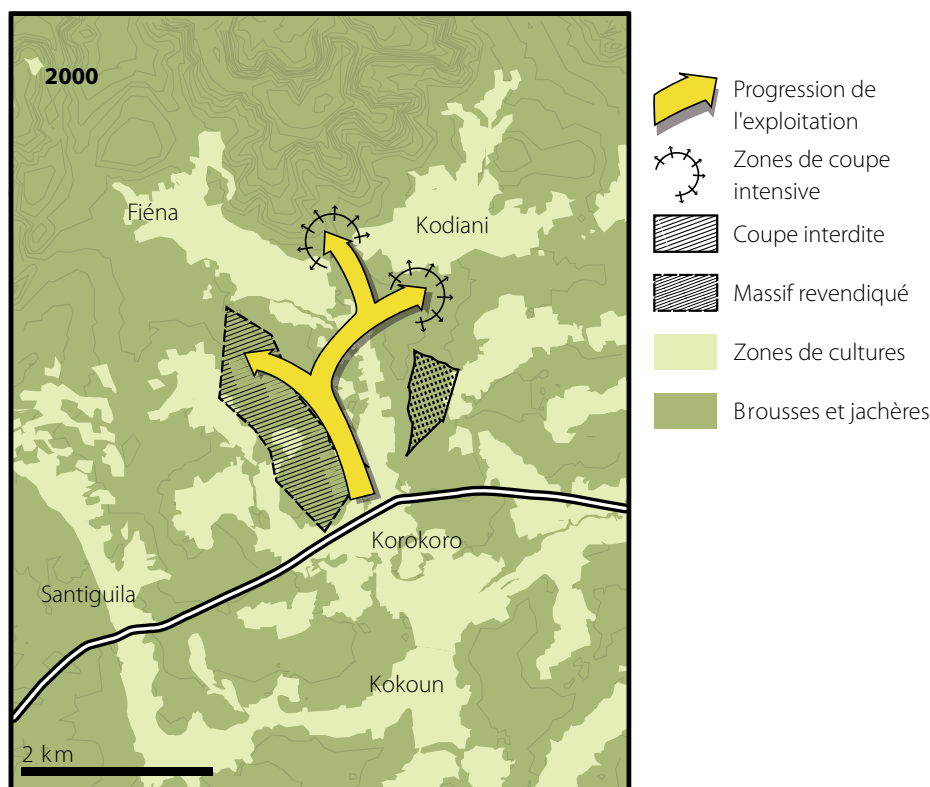 2000
Fiéna
Kodiani
Korokoro
Santiguila
Kokoun
2 km
Progression de
l'exploitation
Zones de coupe
intensive
Coupe interdite
Massif revendiqué
Zones de cultures
Brousses et jachères